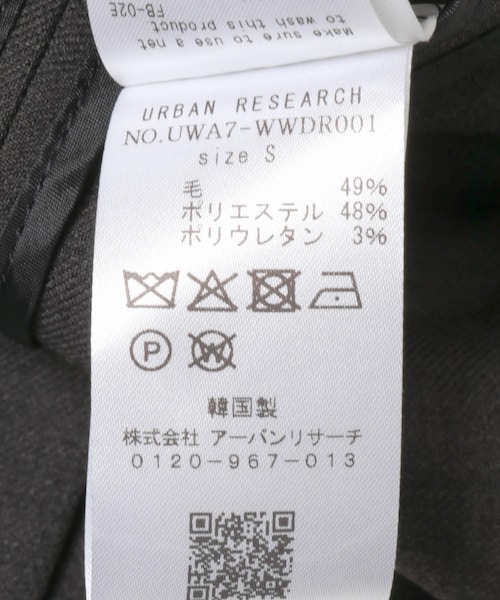 Make sure to use a net
to wash this product
FB-02E
URBAN RESEARCH
NO.UWA7-WWDR001
size S
毛 49%
ポリエステル 48%
ポリウレタン 3%
P
W
韓国製
株式会社 アーバンリサーチ
0120-967-013